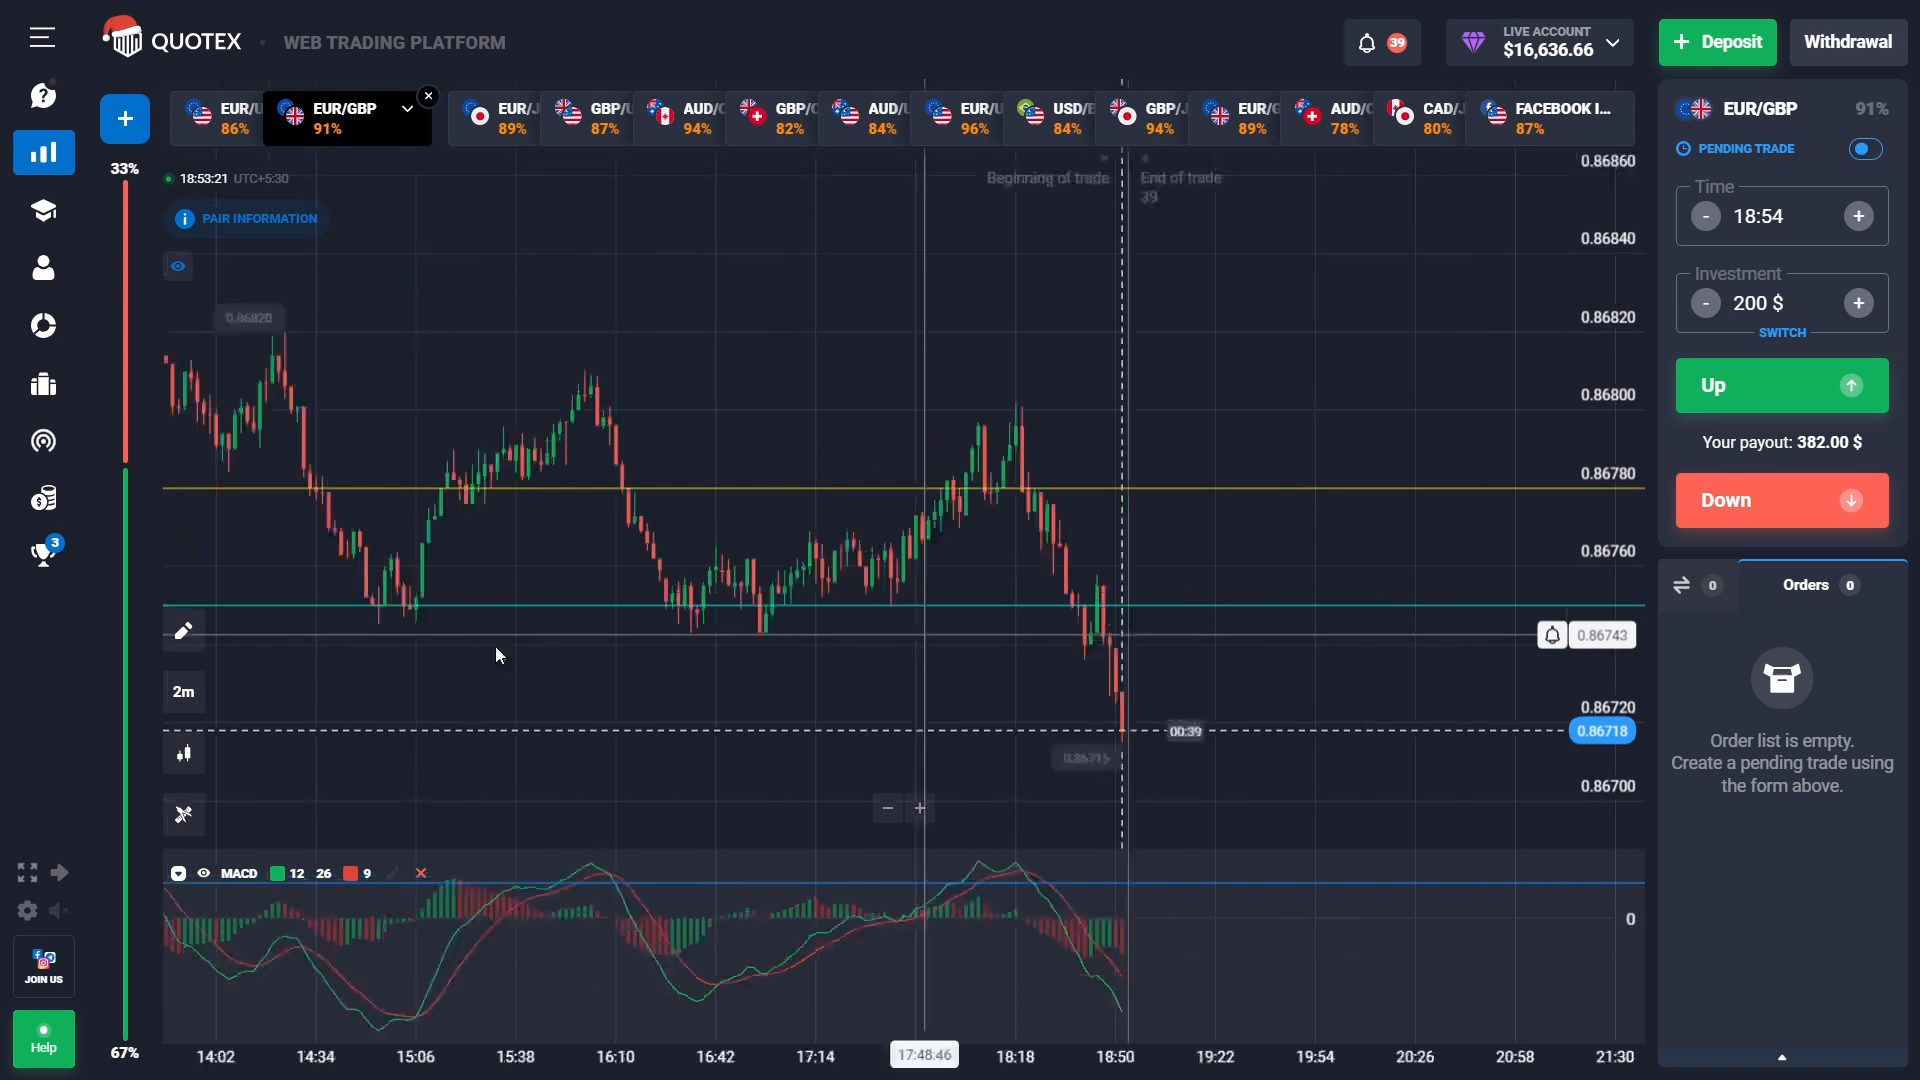 QUOTEX
WEB TRADING PLATFORM
39
LIVE ACCOUNT
$16,636.66
+ Deposit
Withdrawal
+
EUR/U
86%
EUR/GBP
91%
EUR/J
89%
GBP/U
87%
AUD/C
94%
GBP/C
82%
AUD/U
84%
EUR/U
96%
USD/B
84%
GBP/J
94%
EUR/G
89%
AUD/C
78%
CAD/J
80%
FACEBOOK I...
87%
33%
67%
18:53:21 UTC+5:30
PAIR INFORMATION
Beginning of trade
End of trade
39
0.86820
0.86860
0.86840
0.86820
0.86800
0.86780
0.86760
0.86743
0.86720
0.86718
0.86700
00:39
0.86715
2m
MACD 12 26 9
0
14:02
14:34
15:06
15:38
16:10
16:42
17:14
17:48:46
18:18
18:50
19:22
19:54
20:26
20:58
21:30
3
JOIN US
Help
EUR/GBP 91%
PENDING TRADE
Time
- 18:54 +
Investment
- 200 $ +
SWITCH
Up
Your payout: 382.00 $
Down
0
Orders 0
Order list is empty.
Create a pending trade using
the form above.